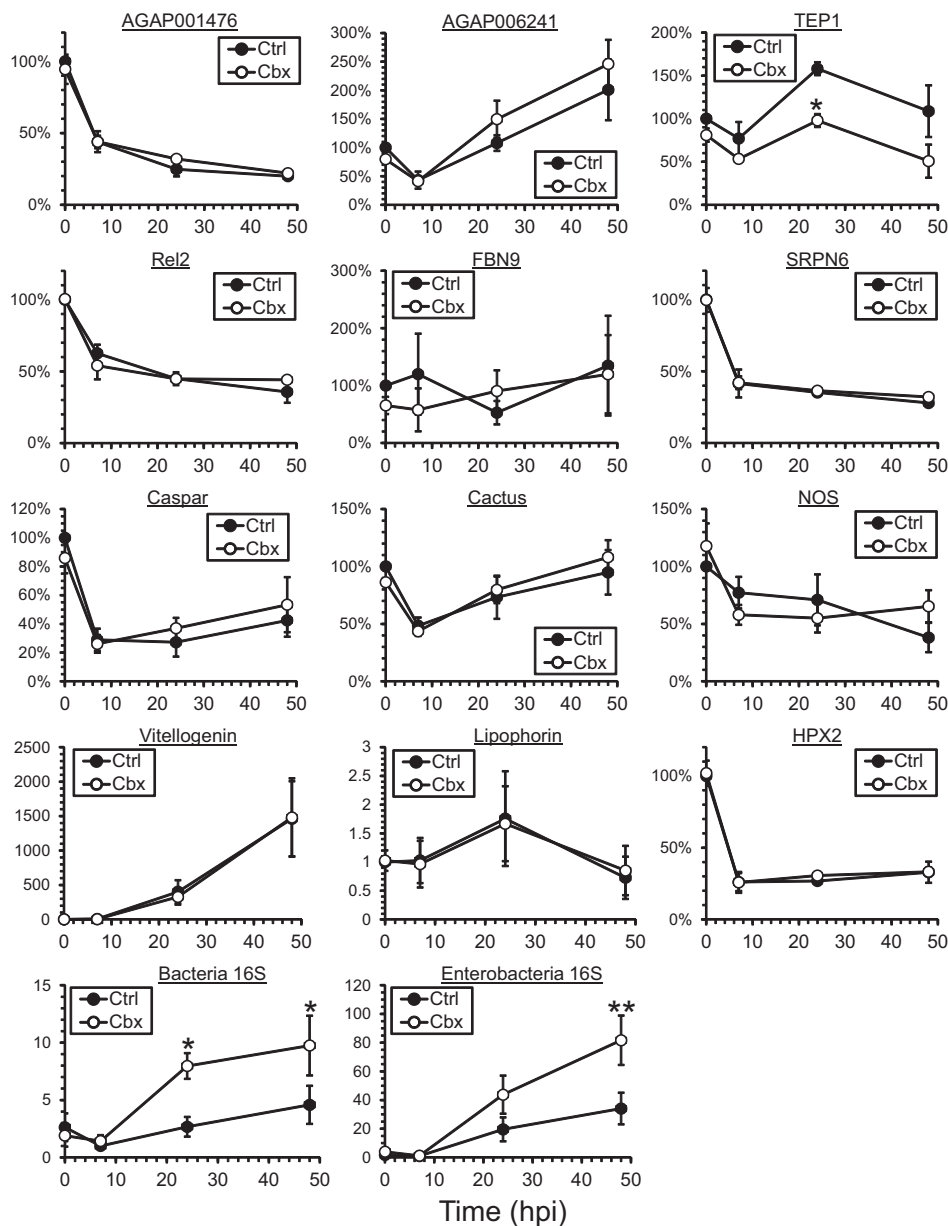 AGAP001476
AGAP006241
TEP1
100%
50%
0%
0 10 20 30 40 50
Ctrl
Cbx
300%
250%
200%
150%
100%
50%
0%
0 10 20 30 40 50
Ctrl
Cbx
200%
150%
100%
50%
0%
0 10 20 30 40 50
Ctrl
Cbx
*
Rel2
FBN9
SRPN6
100%
50%
0%
0 10 20 30 40 50
Ctrl
Cbx
300%
200%
100%
0%
0 10 20 30 40 50
Ctrl
Cbx
100%
50%
0%
0 10 20 30 40 50
Ctrl
Cbx
Caspar
Cactus
NOS
120%
100%
80%
60%
40%
20%
0%
0 10 20 30 40 50
Ctrl
Cbx
150%
100%
50%
0%
0 10 20 30 40 50
Ctrl
Cbx
150%
100%
50%
0%
0 10 20 30 40 50
Ctrl
Cbx
Vitellogenin
Lipophorin
HPX2
2500
2000
1500
1000
500
0
0 10 20 30 40 50
Ctrl
Cbx
3
2.5
2
1.5
1
0.5
0
0 10 20 30 40 50
Ctrl
Cbx
100%
50%
0%
0 10 20 30 40 50
Ctrl
Cbx
Bacteria 16S
Enterobacteria 16S
15
10
5
0
0 10 20 30 40 50
Ctrl
Cbx
*
*
120
100
80
60
40
20
0
0 10 20 30 40 50
Ctrl
Cbx
**
Time (hpi)